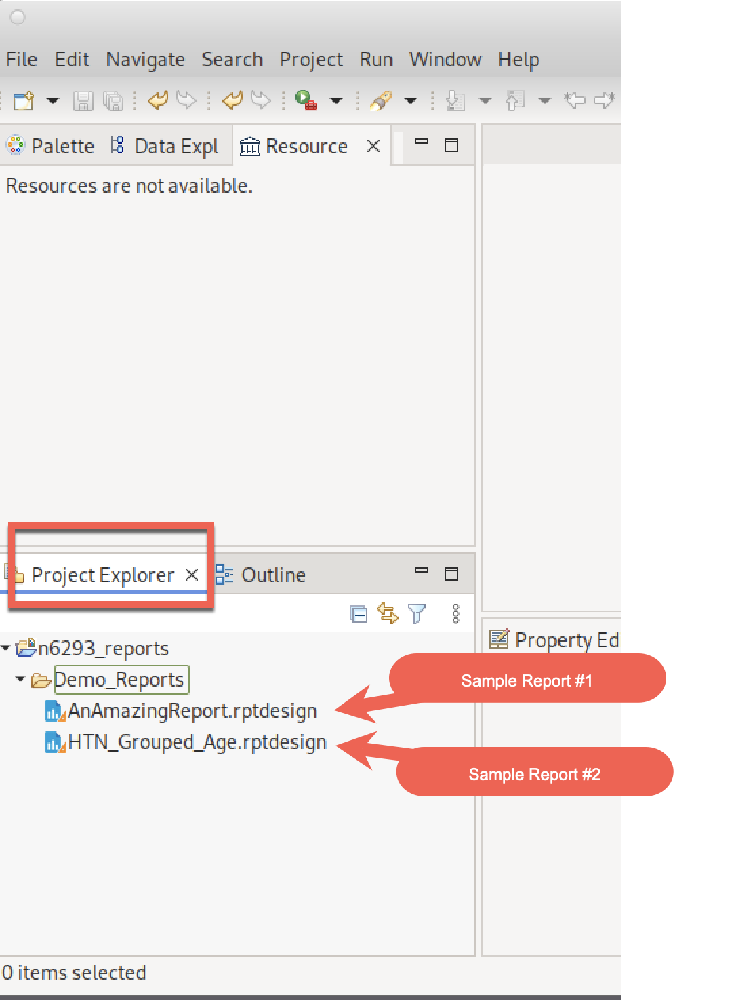 File Edit Navigate Search Project Run Window Help
Palette Data Expl Resource
Resources are not available.
Project Explorer Outline
n6293_reports
Property Ed
Demo_Reports
Sample Report #1
AnAmazingReport.rptdesign
HTN_Grouped_Age.rptdesign
Sample Report #2
0 items selected